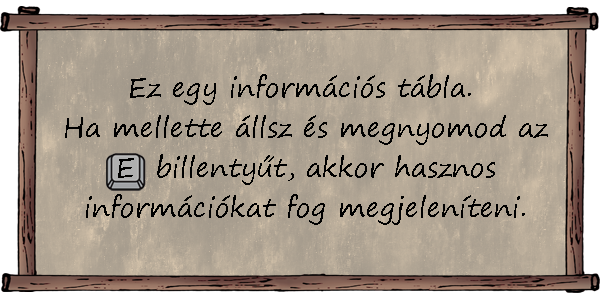 Ez egy információs tábla.
Ha mellette állsz és megnyomod az
E billentyűt, akkor hasznos
információkat fog megjeleníteni.